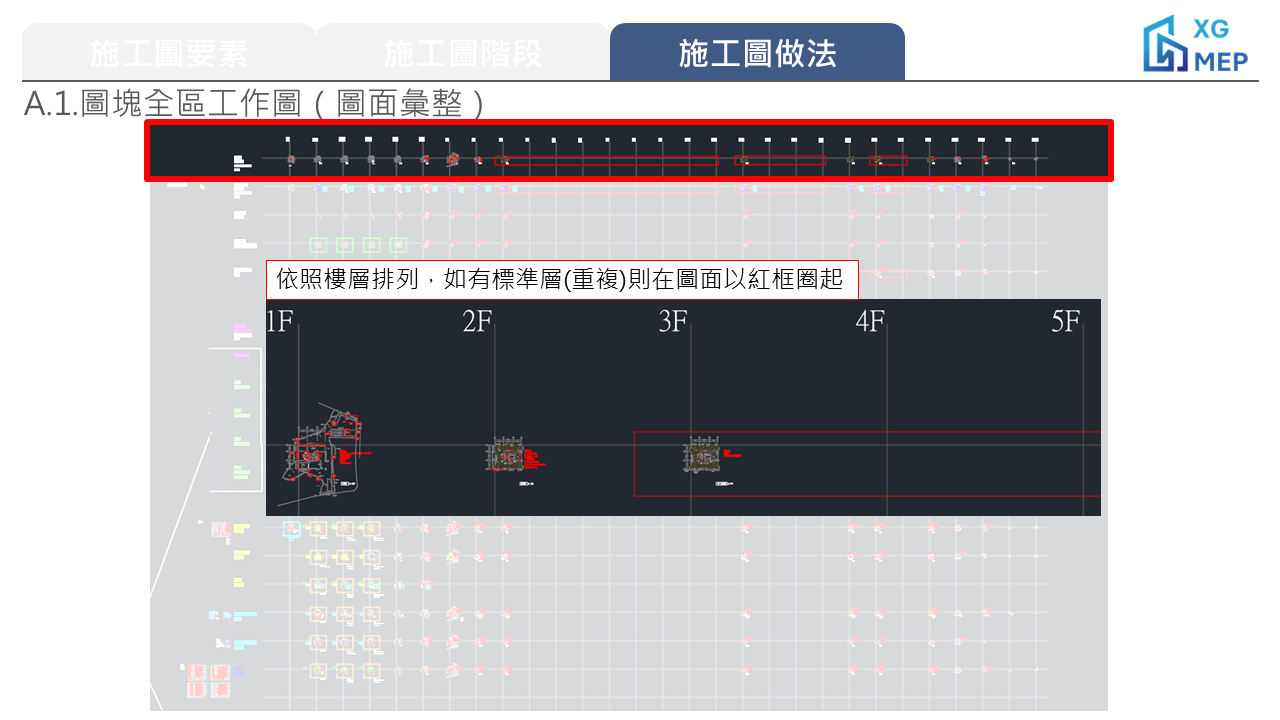 施工圖要素
施工圖階段
施工圖做法
XG
MEP
A.1.圖塊全區工作圖（圖面彙整）
依照樓層排列，如有標準層(重複)則在圖面以紅框圈起
1F
2F
3F
4F
5F